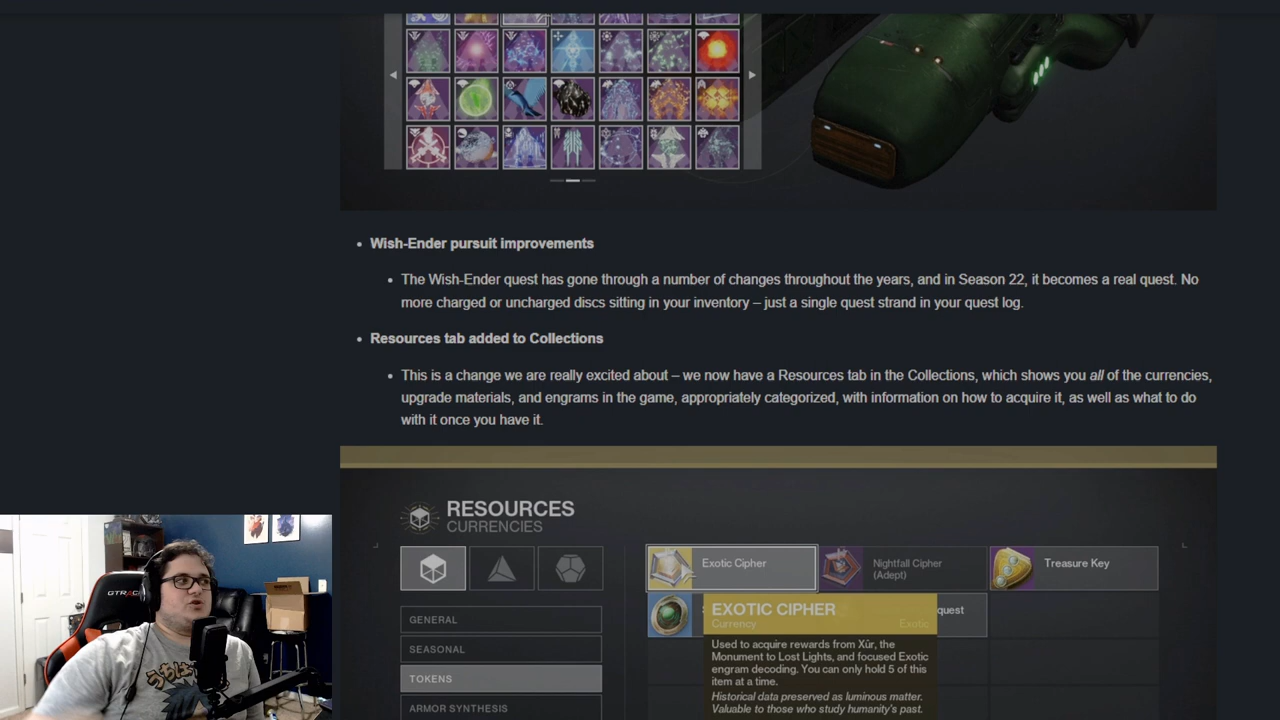 Wish-Ender pursuit improvements
The Wish-Ender quest has gone through a number of changes throughout the years, and in Season 22, it becomes a real quest. No
more charged or uncharged discs sitting in your inventory – just a single quest strand in your quest log.
Resources tab added to Collections
This is a change we are really excited about – we now have a Resources tab in the Collections, which shows you all of the currencies,
upgrade materials, and engrams in the game, appropriately categorized, with information on how to acquire it, as well as what to do
with it once you have it.
RESOURCES
CURRENCIES
Exotic Cipher
Nightfall Cipher
(Adept)
Treasure Key
GENERAL
SEASONAL
TOKENS
ARMOR SYNTHESIS
quest
EXOTIC CIPHER
Currency
Exotic
Used to acquire rewards from Xûr, the
Monument to Lost Lights, and focused Exotic
engram decoding. You can only hold 5 of this
item at a time.
Historical data preserved as luminous matter.
Valuable to those who study humanity's past.
うちは